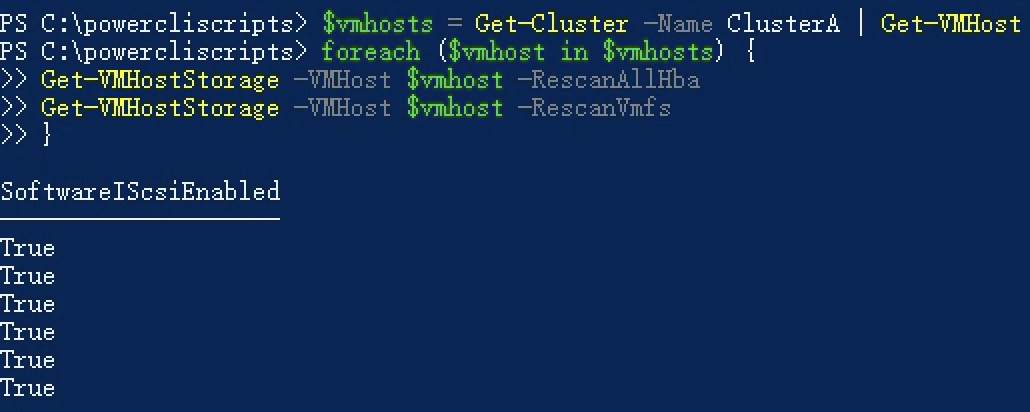 PS C:\powercliscripts> $vmhosts = Get-Cluster -Name ClusterA | Get-VMHost
PS C:\powercliscripts> foreach ($vmhost in $vmhosts) {
>> Get-VMHostStorage -VMHost $vmhost -RescanAllHba
>> Get-VMHostStorage -VMHost $vmhost -RescanVmfs
>> }
SoftwareIScsiEnabled
True
True
True
True
True
True